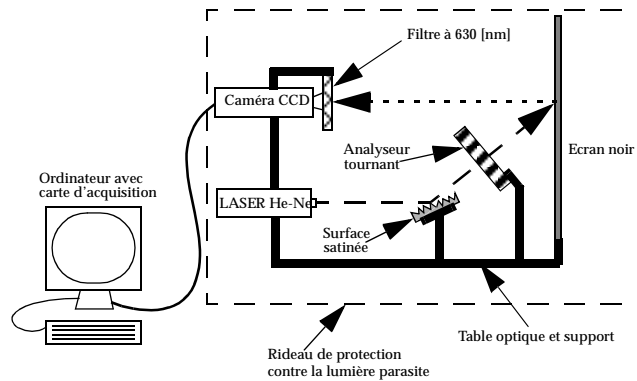 Filtre à 630 [nm]
Caméra CCD
Analyseur
tournant
Ecran noir
Ordinateur avec
carte d'acquisition
LASER He-Ne
Surface
satinée
Table optique et support
Rideau de protection
contre la lumière parasite